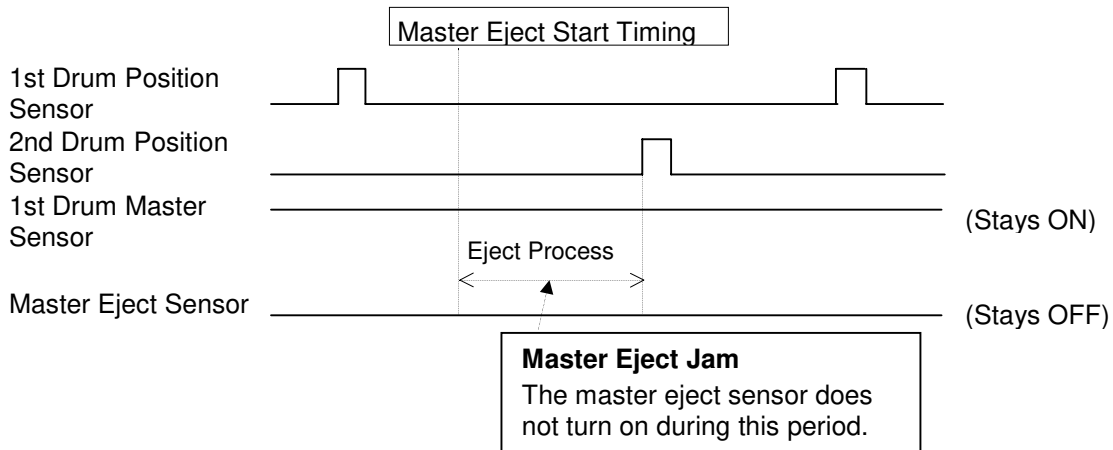 Master Eject Start Timing
1st Drum Position
Sensor
2nd Drum Position
Sensor
1st Drum Master
Sensor
(Stays ON)
Eject Process
Master Eject Sensor
(Stays OFF)
Master Eject Jam
The master eject sensor does
not turn on during this period.